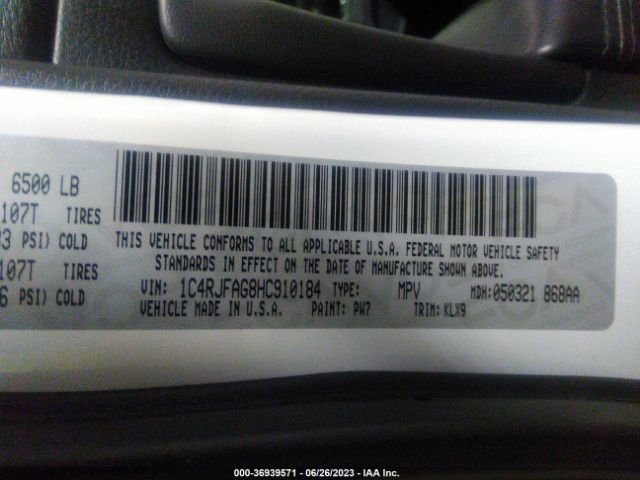 6500 LB
107T TIRES
3 PSI) COLD
107T TIRES
6 PSI) COLD
THIS VEHICLE CONFORMS TO ALL APPLICABLE U.S.A. FEDERAL MOTOR VEHICLE SAFETY
STANDARDS IN EFFECT ON THE DATE OF MANUFACTURE SHOWN ABOVE.
VIN: 1C4RJFAG8HC910184 TYPE: MPV MDH: 050321 868AA
VEHICLE MADE IN U.S.A. PAINT: PW7 TRIM: KLX9
000-36939571 - 06/26/2023 - IAA Inc.